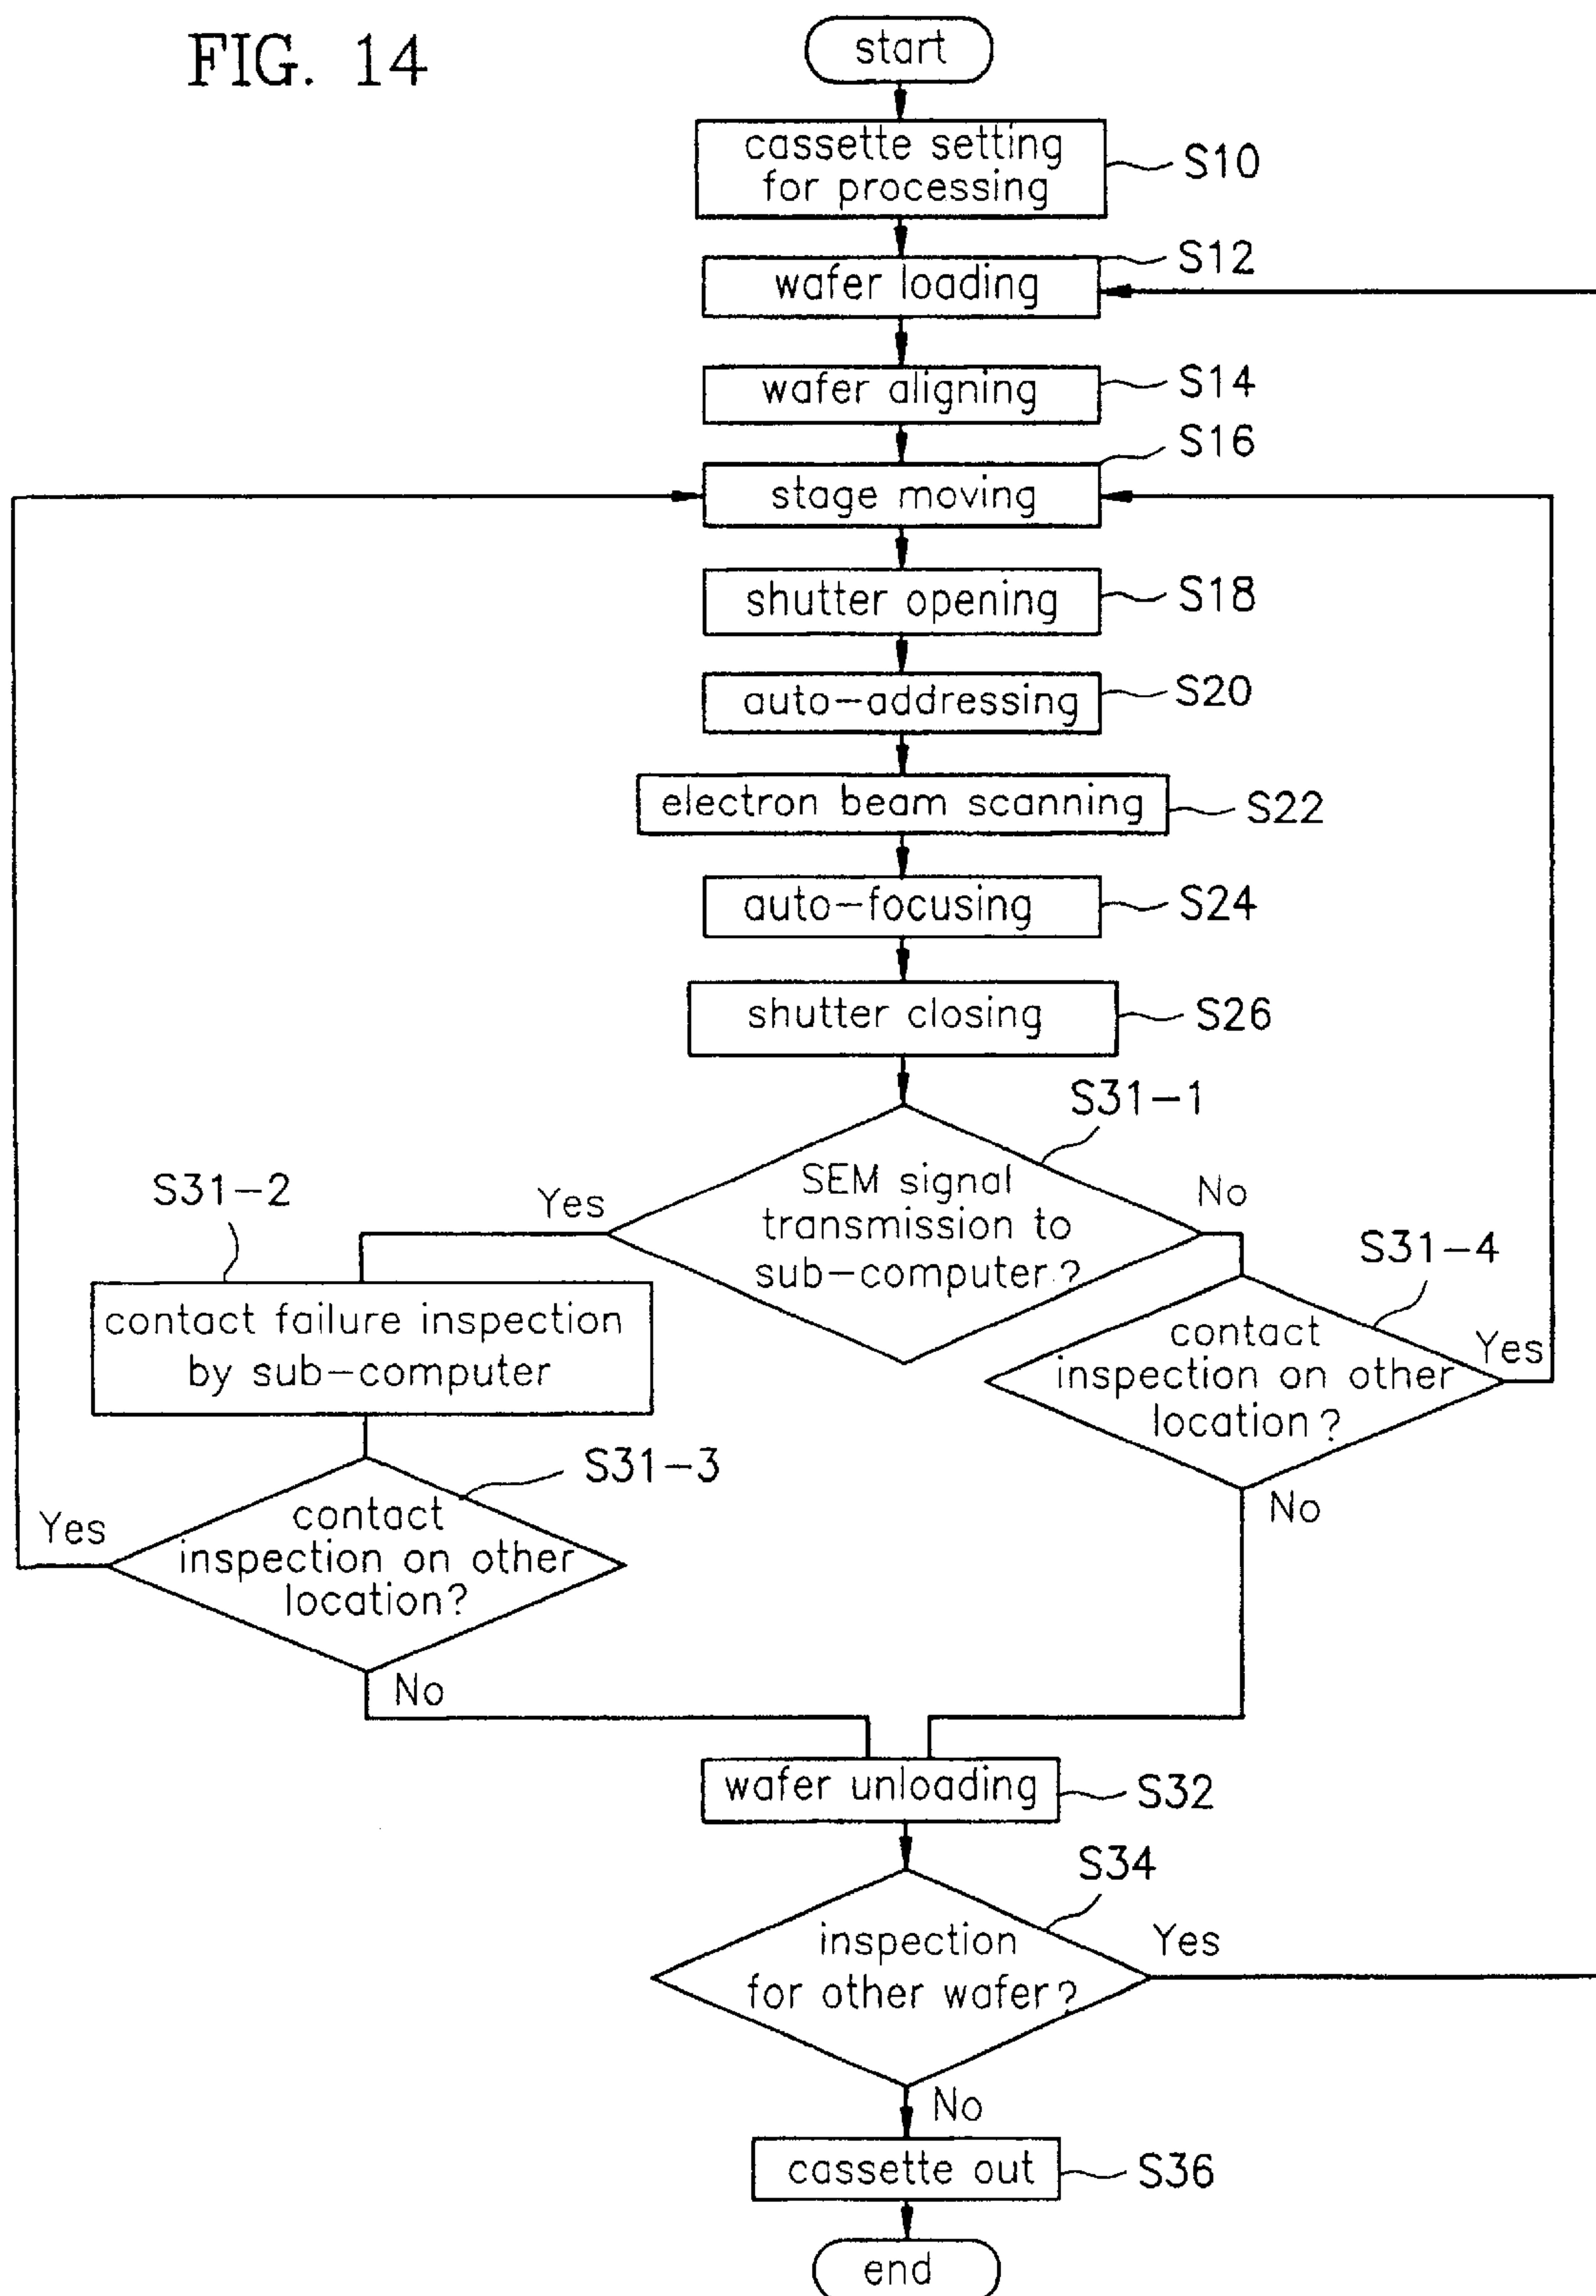 FIG. 14
start
cassette setting
for processing
S10
S12
wafer loading
wafer aligning
S14
S16
stage moving
shutter opening
S18
auto-addressing
S20
electron beam scanning
S22
auto-focusing
S24
shutter closing
S26
S31-1
SEM signal
transmission to
sub-computer?
Yes
No
S31-2
contact failure inspection
by sub-computer
S31-4
contact
inspection on other
location?
Yes
No
S31-3
contact
inspection on other
location?
Yes
No
wafer unloading
S32
S34
inspection
for other wafer?
Yes
No
cassette out
S36
end